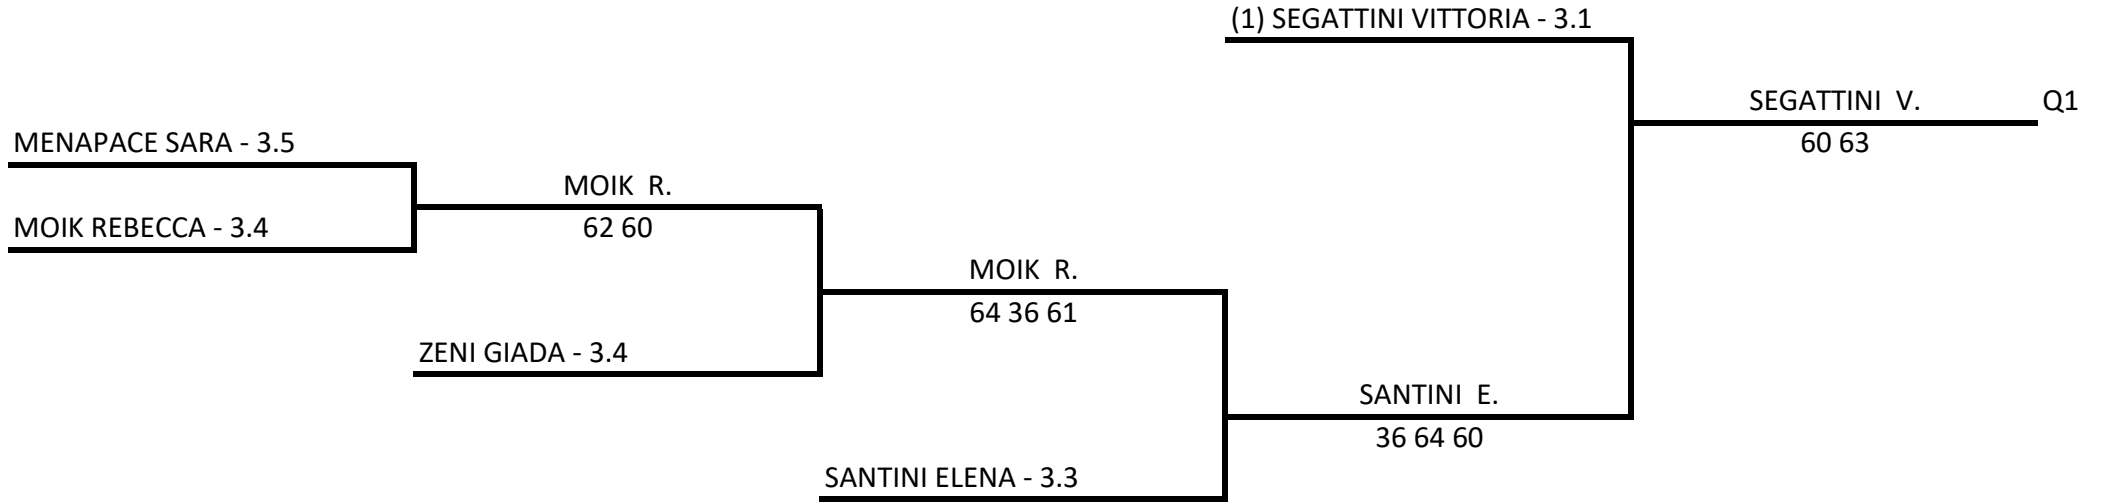 (1) SEGATTINI VITTORIA - 3.1
SEGATTINI V.
Q1
MENAPACE SARA - 3.5
60 63
MOIK R.
MOIK REBECCA - 3.4
62 60
MOIK R.
64 36 61
ZENI GIADA - 3.4
SANTINI E.
36 64 60
SANTINI ELENA - 3.3